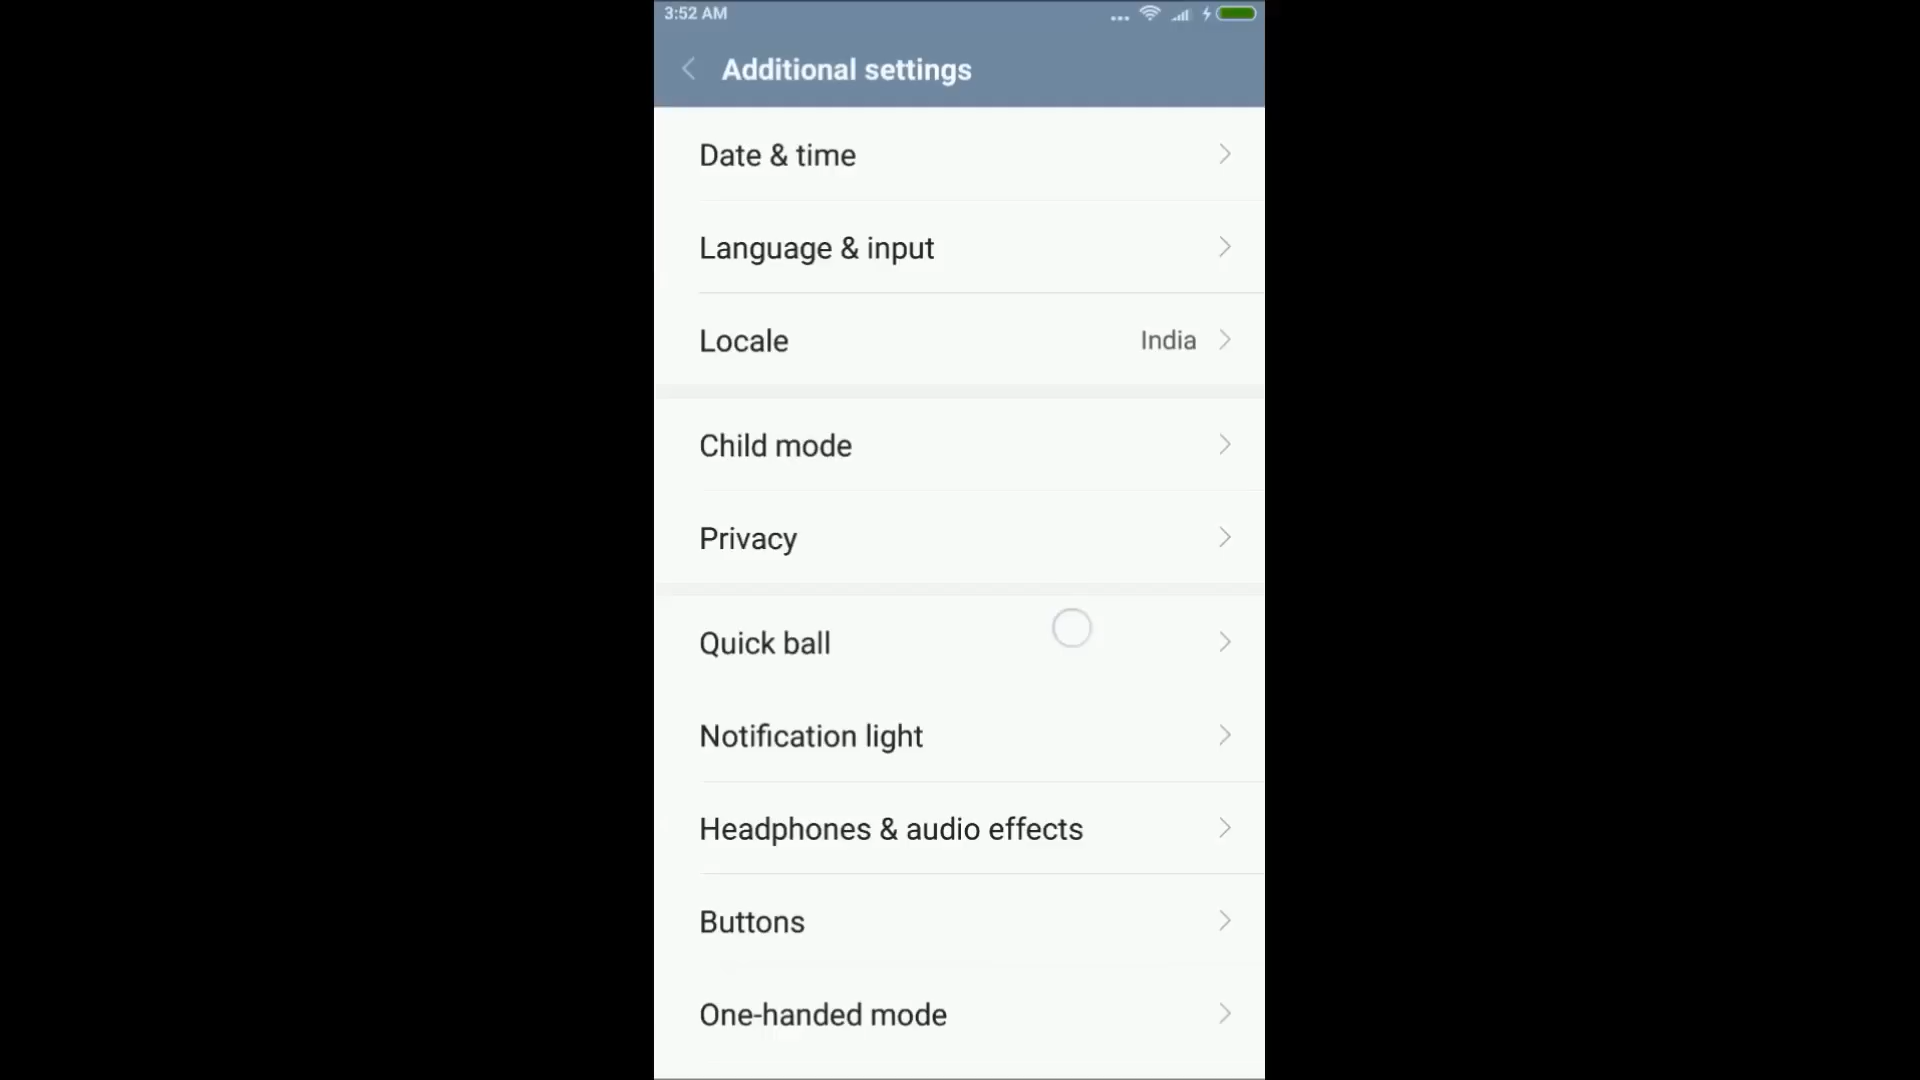 3:52 AM
Additional settings
Date & time
Language & input
Locale India
Child mode
Privacy
Quick ball
Notification light
Headphones & audio effects
Buttons
One-handed mode